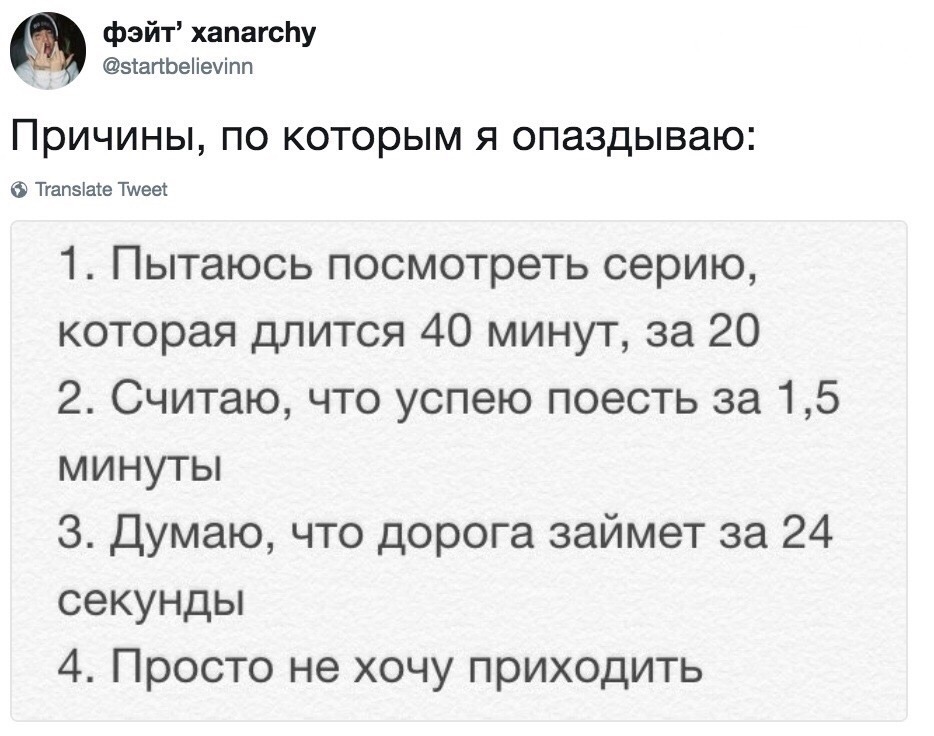 фэйт’ xanarchy
@startbelievinn
Причины, по которым я опаздываю:
Translate Tweet
1. Пытаюсь посмотреть серию,
которая длится 40 минут, за 20
2. Считаю, что успею поесть за 1,5
минуты
3. Думаю, что дорога займет за 24
секунды
4. Просто не хочу приходить